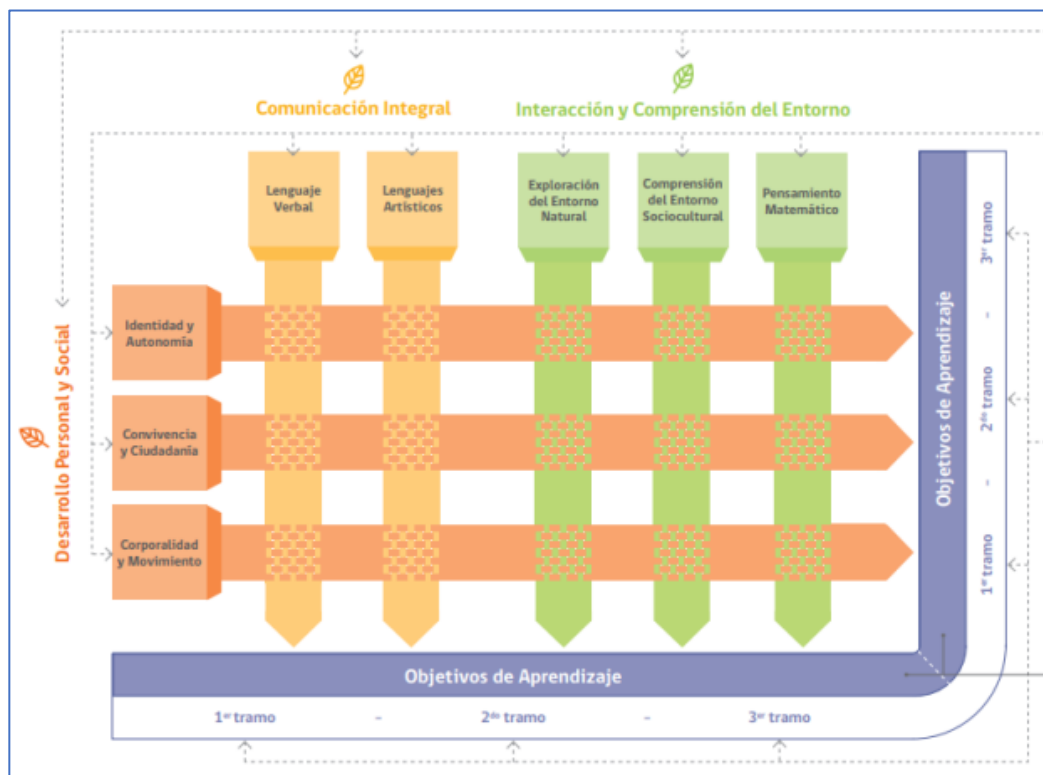 Comunicación Integral
Interacción y Comprensión del Entorno
Lenguaje
Verbal
Lenguajes
Artísticos
Exploración
del Entorno
Natural
Comprensión
del Entorno
Sociocultural
Pensamiento
Matemático
Desarrollo Personal y Social
Identidad y
Autonomía
Convivencia
y Ciudadanía
Corporalidad
y Movimiento
Objetivos de Aprendizaje
1er tramo - 2do tramo - 3er tramo
Objetivos de Aprendizaje
1er tramo - 2do tramo - 3er tramo